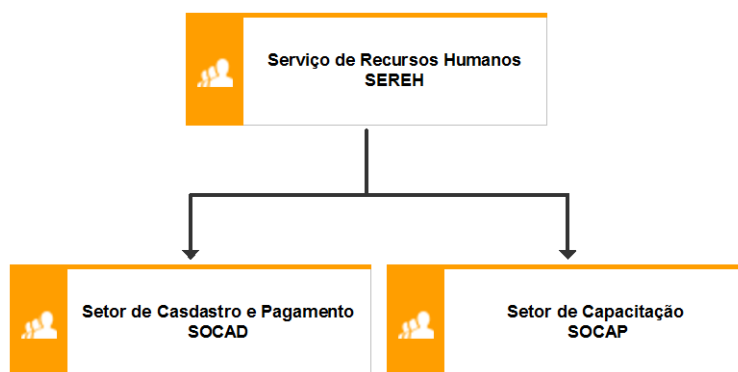 Serviço de Recursos Humanos
SEREH
Setor de Casdastro e Pagamento
SOCAD
Setor de Capacitação
SOCAP